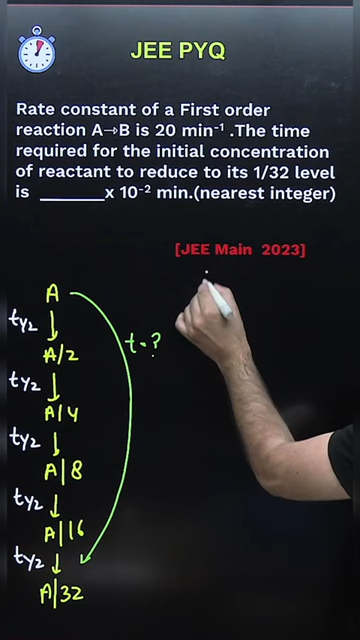 JEE PYQ
Rate constant of a First order
reaction A→B is 20 min⁻¹ .The time
required for the initial concentration
of reactant to reduce to its 1/32 level
is ______x 10⁻² min.(nearest integer)
[JEE Main 2023]
A
t1/2
A/2
t1/2
A/4
t1/2
A/8
t1/2
A/16
t1/2
A/32
t = ?